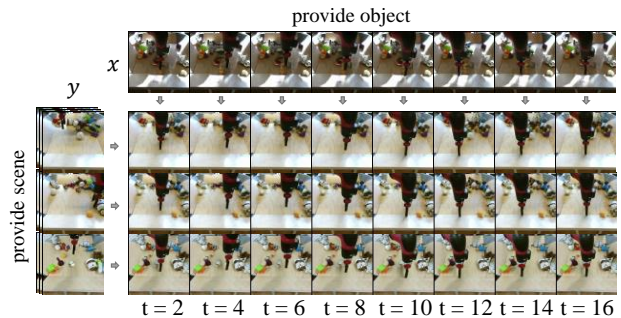 provide object
x
y
provide scene
t = 2 t = 4 t = 6 t = 8 t = 10 t = 12 t = 14 t = 16